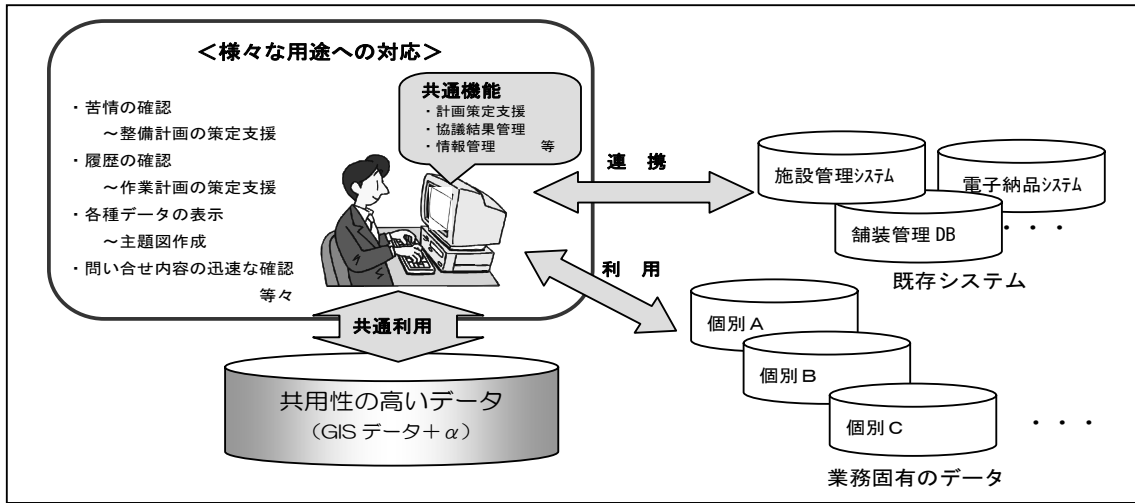 ＜様々な用途への対応＞
・苦情の確認
～整備計画の策定支援
・履歴の確認
～作業計画の策定支援
・各種データの表示
～主題図作成
・問い合せ内容の迅速な確認
等々
共通機能
・計画策定支援
・協議結果管理
・情報管理　　等
連　携
利　用
共通利用
共用性の高いデータ
（GIS データ＋α）
施設管理ｼｽﾃﾑ
電子納品ｼｽﾃﾑ
舗装管理 DB
・・・
既存システム
個別Ａ
個別Ｂ
個別Ｃ
・・・
業務固有のデータ